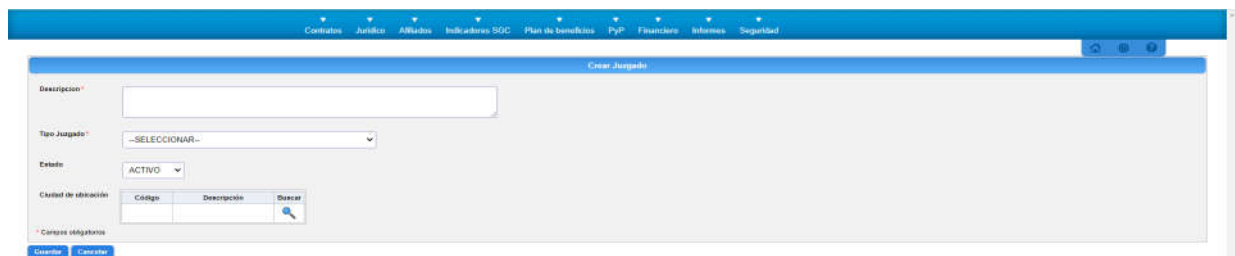 Contratos Jurídico Afiliados Indicadores SGC Plan de beneficios PyP Financiero Informes Seguridad
Crear Juzgado
Descripcion *
Tipo Juzgado *
--SELECCIONAR--
Estado
ACTIVO
Ciudad de ubicación
Código Descripción Buscar
* Campos obligatorios
Guardar Cancelar